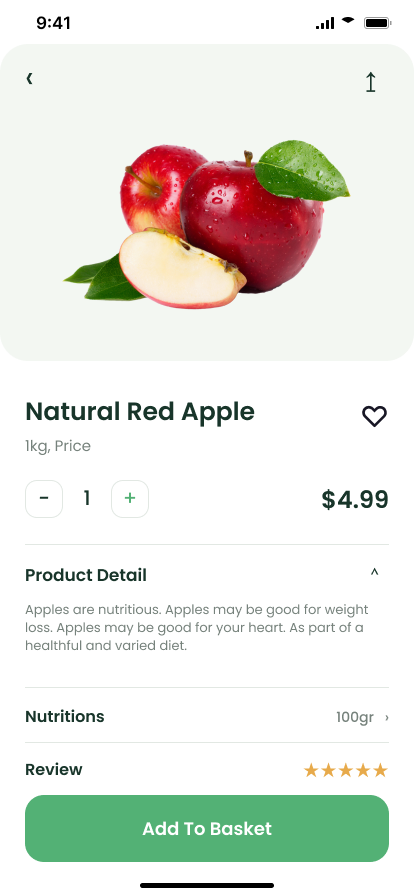 9:41
Natural Red Apple
1kg, Price
- 1 +
$4.99
Product Detail ^
Apples are nutritious. Apples may be good for weight
loss. Apples may be good for your heart. As part of a
healthful and varied diet.
Nutritions 100gr ›
Review ★★★★★
Add To Basket